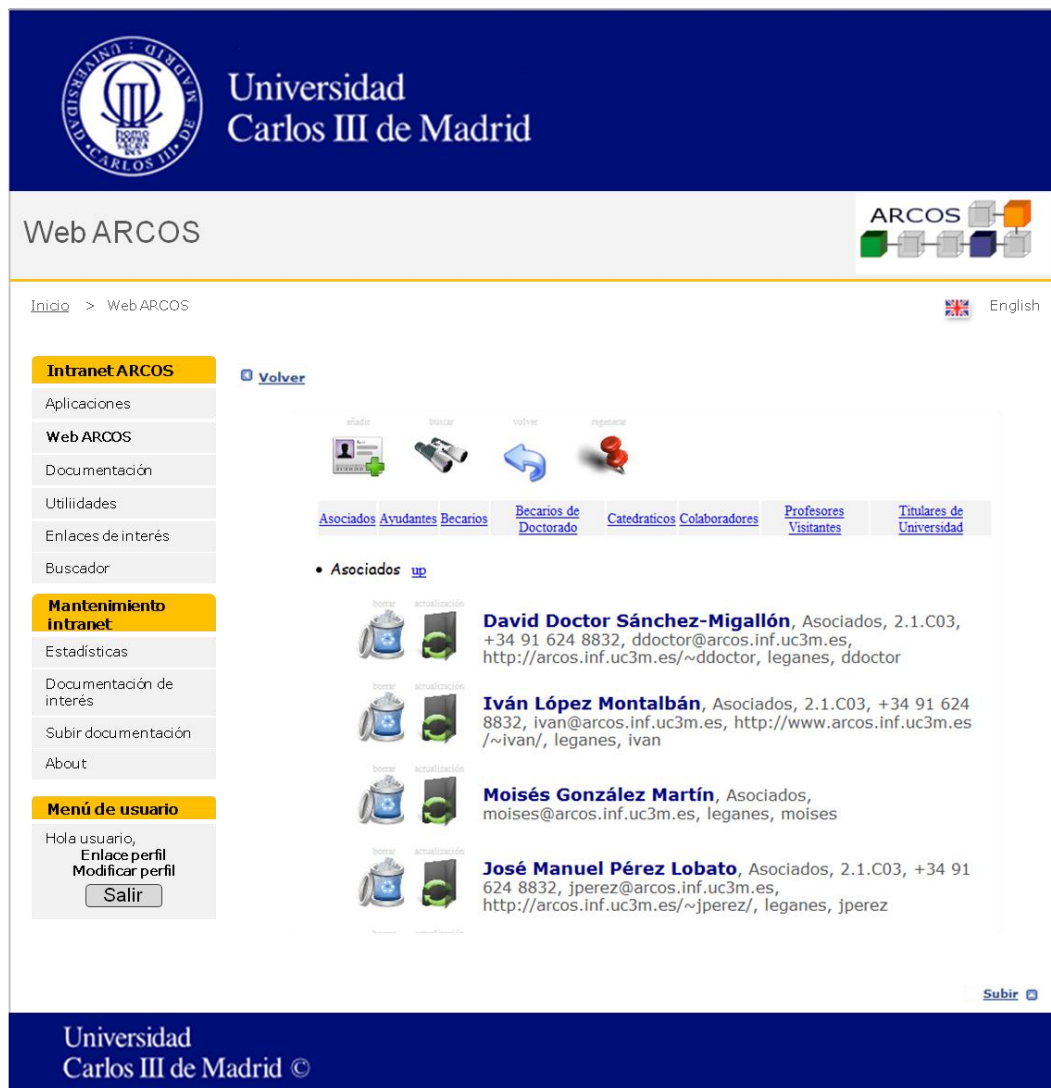 UNIVERSIDAD · CARLOS III · DE MADRID
Universidad
Carlos III de Madrid
Web ARCOS
ARCOS
Inicio > Web ARCOS
English
Intranet ARCOS
Aplicaciones
Web ARCOS
Documentación
Utiliidades
Enlaces de interés
Buscador
Mantenimiento
intranet
Estadísticas
Documentación de
interés
Subir documentación
About
Menú de usuario
Hola usuario,
Enlace perfil
Modificar perfil
Salir
Volver
añadir buscar volver regenerar
Asociados Ayudantes Becarios Becarios de Doctorado Catedraticos Colaboradores Profesores Visitantes Titulares de Universidad
• Asociados up
borrar actualización
David Doctor Sánchez-Migallón, Asociados, 2.1.C03,
+34 91 624 8832, ddoctor@arcos.inf.uc3m.es,
http://arcos.inf.uc3m.es/~ddoctor, leganes, ddoctor
borrar actualización
Iván López Montalbán, Asociados, 2.1.C03, +34 91 624
8832, ivan@arcos.inf.uc3m.es, http://www.arcos.inf.uc3m.es
/~ivan/, leganes, ivan
borrar actualización
Moisés González Martín, Asociados,
moises@arcos.inf.uc3m.es, leganes, moises
borrar actualización
José Manuel Pérez Lobato, Asociados, 2.1.C03, +34 91
624 8832, jperez@arcos.inf.uc3m.es,
http://arcos.inf.uc3m.es/~jperez/, leganes, jperez
Subir
Universidad
Carlos III de Madrid ©